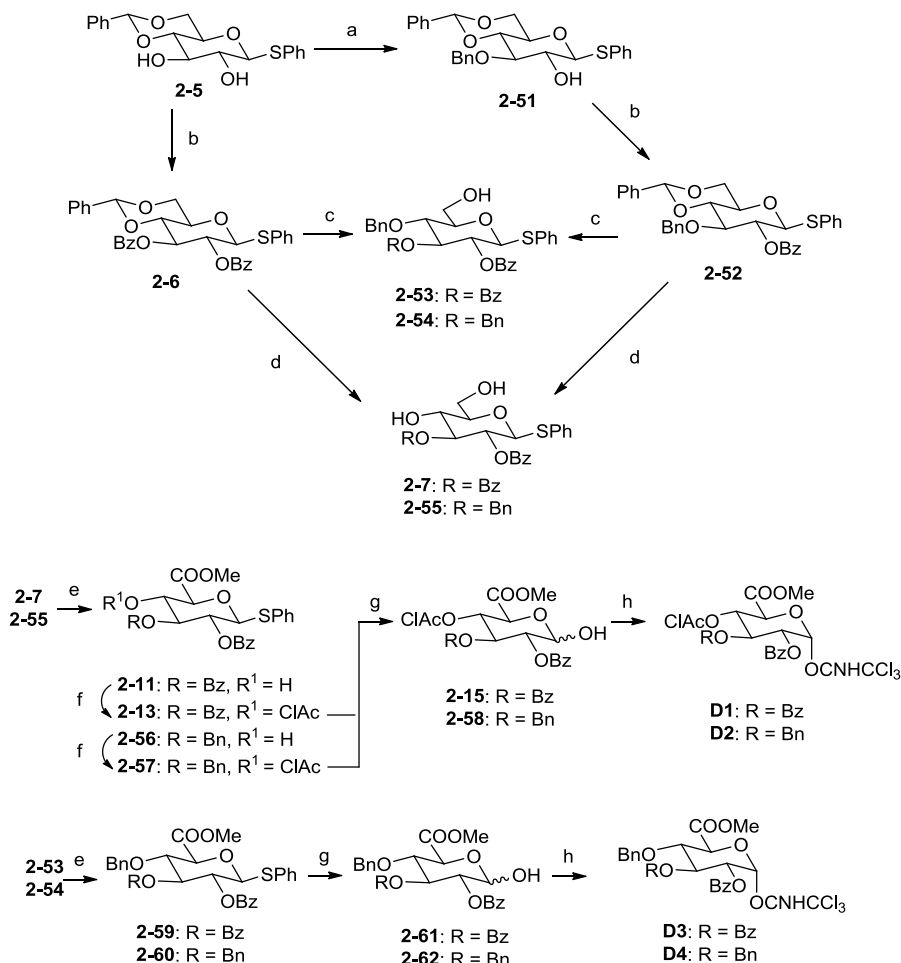 Ph O O O SPh HO OH
2-5
a
Ph O O O SPh BnO OH
2-51
b
b
Ph O O O SPh BzO OBz
2-6
c
OH BnO O SPh RO OBz
2-53: R = Bz
2-54: R = Bn
c
Ph O O O SPh BnO OBz
2-52
d
d
OH HO O SPh RO OBz
2-7: R = Bz
2-55: R = Bn
2-7
2-55
e
COOMe R¹O O SPh RO OBz
f
2-11: R = Bz, R¹ = H
2-13: R = Bz, R¹ = ClAc
f
2-56: R = Bn, R¹ = H
2-57: R = Bn, R¹ = ClAc
g
COOMe ClAcO O OH RO OBz
2-15: R = Bz
2-58: R = Bn
h
COOMe ClAcO O RO BzO OCNHCCl₃
D1: R = Bz
D2: R = Bn
2-53
2-54
e
COOMe BnO O SPh RO OBz
2-59: R = Bz
2-60: R = Bn
g
COOMe BnO O OH RO OBz
2-61: R = Bz
2-62: R = Bn
h
COOMe BnO O RO BzO OCNHCCl₃
D3: R = Bz
D4: R = Bn